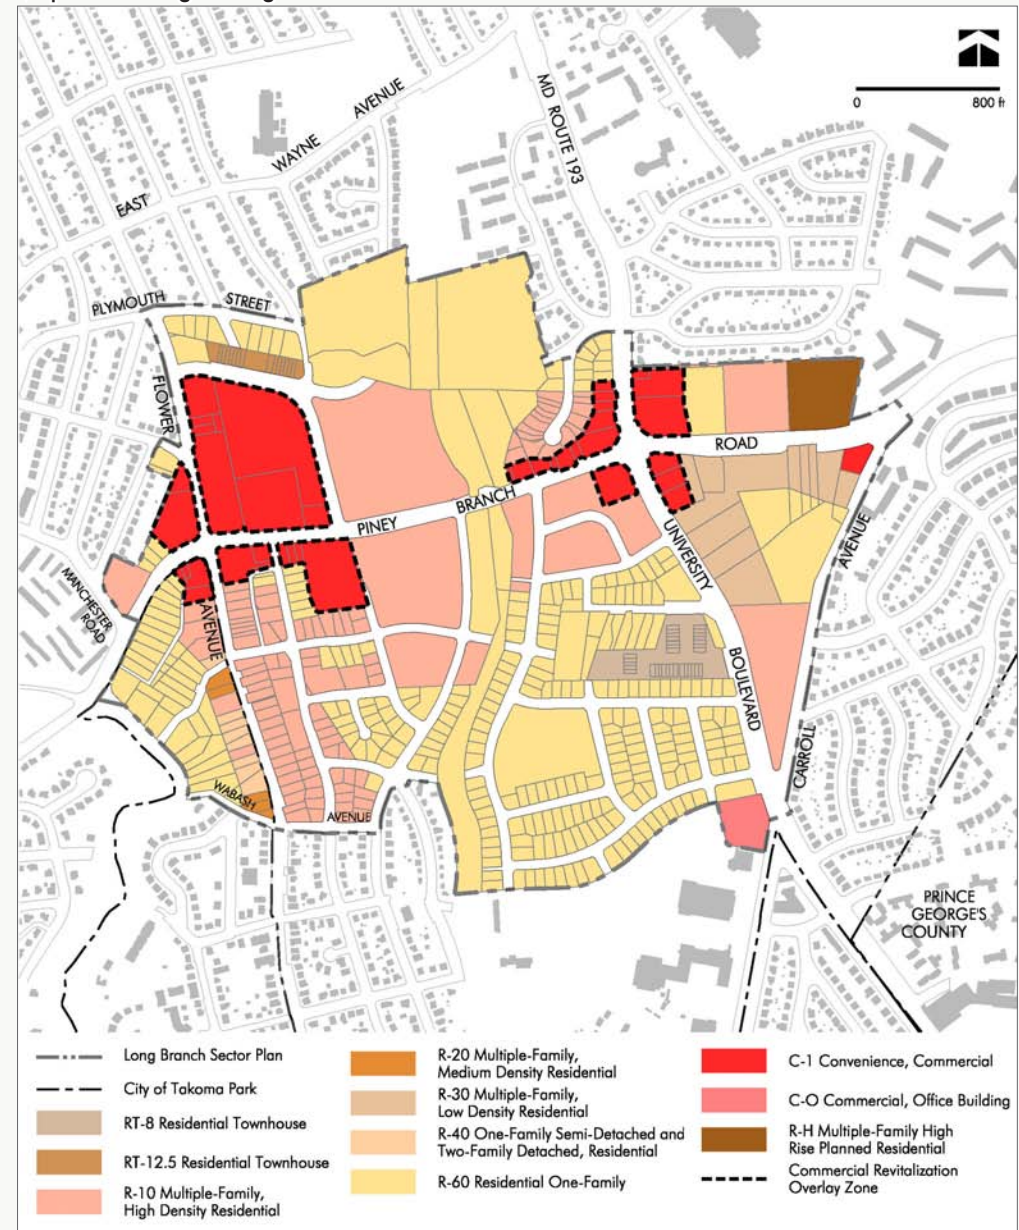 0 800 ft
MD ROUTE 193
EAST WAYNE AVENUE
PLYMOUTH STREET
FLOWER
AVENUE
ROAD
PINEY BRANCH
UNIVERSITY
BOULEVARD
AVENUE
CARROLL
MANCHESTER
ROAD
WABASH
AVENUE
PRINCE
GEORGE'S
COUNTY
Long Branch Sector Plan
City of Takoma Park
RT-8 Residential Townhouse
RT-12.5 Residential Townhouse
R-10 Multiple-Family,
High Density Residential
R-20 Multiple-Family,
Medium Density Residential
R-30 Multiple-Family,
Low Density Residential
R-40 One-Family Semi-Detached and
Two-Family Detached, Residential
R-60 Residential One-Family
C-1 Convenience, Commercial
C-O Commercial, Office Building
R-H Multiple-Family High
Rise Planned Residential
Commercial Revitalization
Overlay Zone